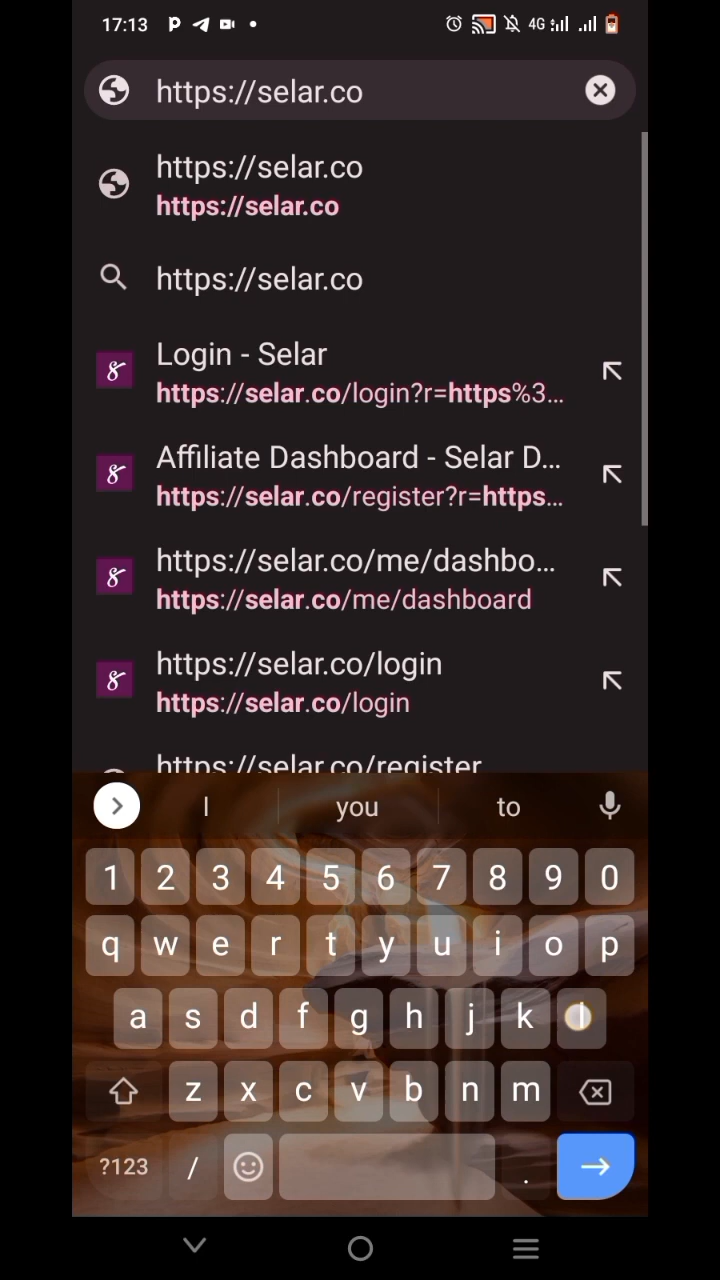 17:13
4G
https://selar.co
https://selar.co
https://selar.co
https://selar.co
Login - Selar
https://selar.co/login?r=https%3...
Affiliate Dashboard - Selar D...
https://selar.co/register?r=https...
https://selar.co/me/dashbo...
https://selar.co/me/dashboard
https://selar.co/login
https://selar.co/login
https://selar.co/register
I you to
1 2 3 4 5 6 7 8 9 0
q w e r t y u i o p
a s d f g h j k l
z x c v b n m
?123 / .